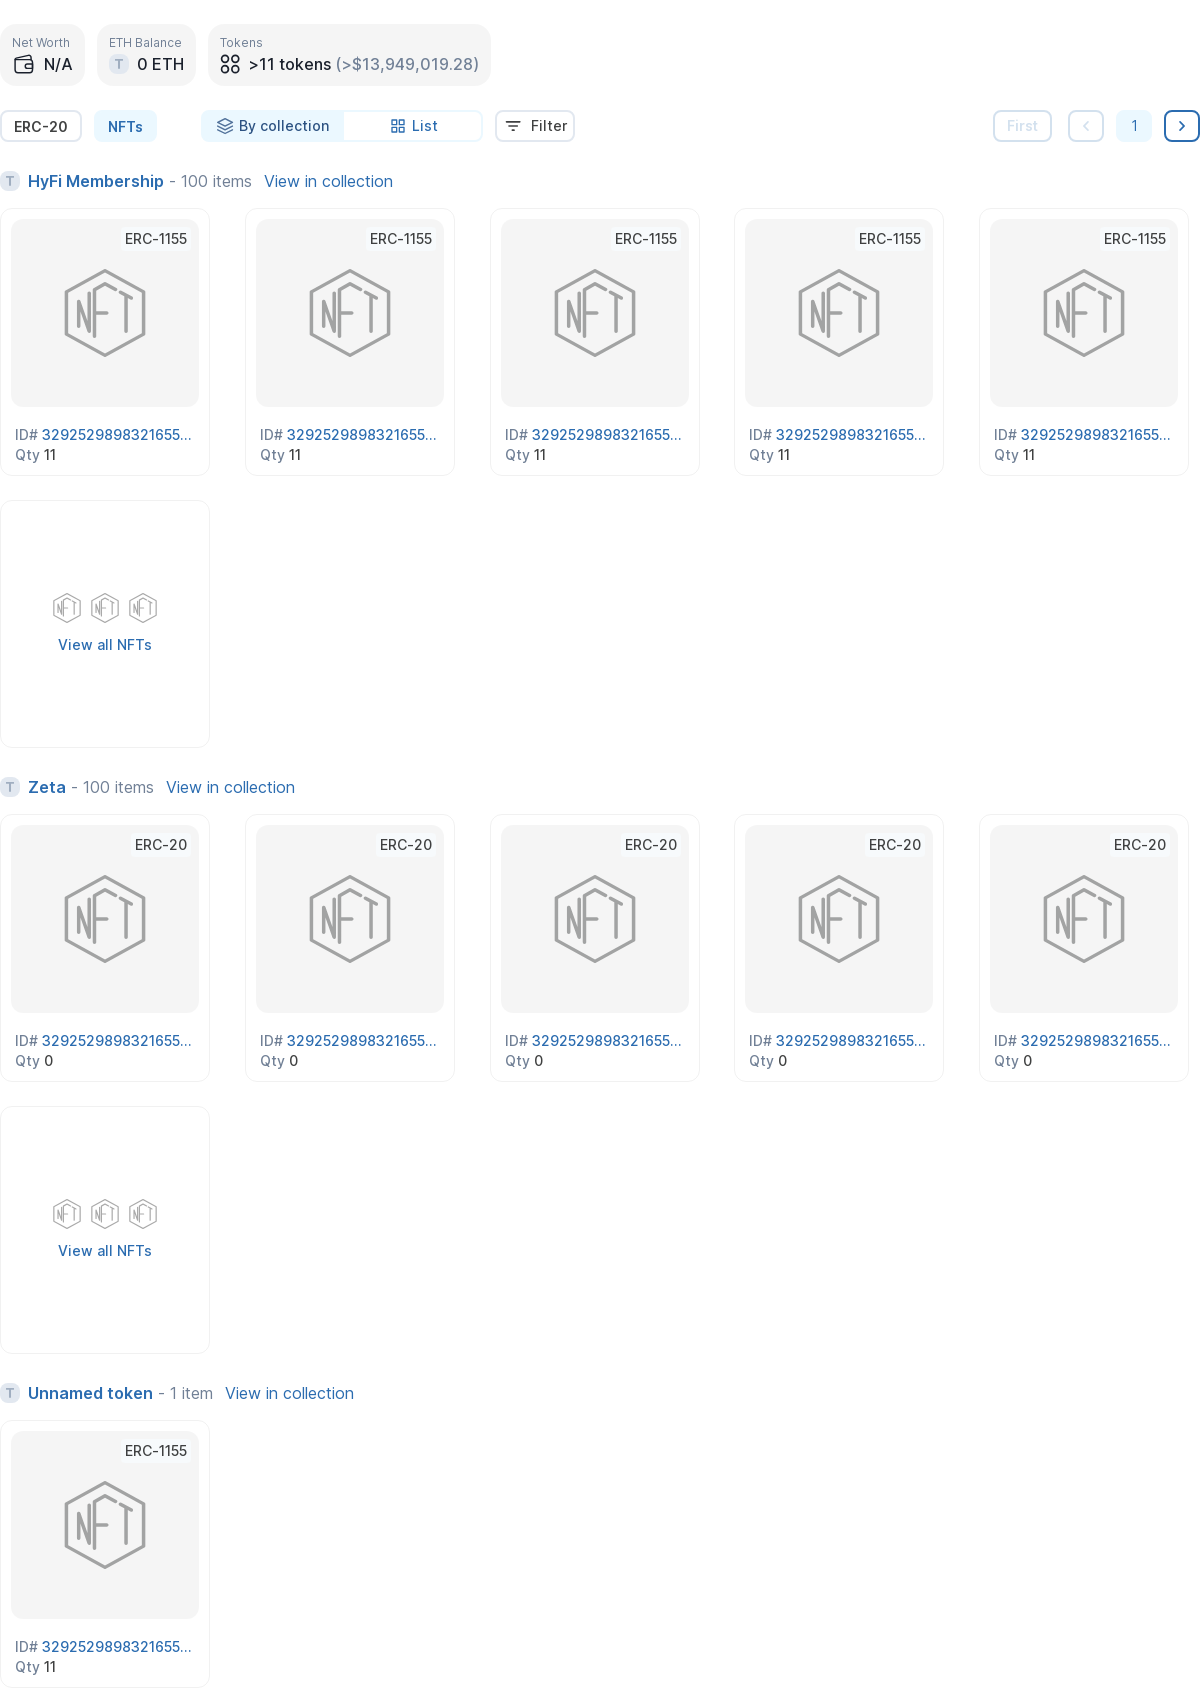 Net Worth ETH Balance Tokens
N/A T 0 ETH >11 tokens (>$13,949,019.28)
ERC-20 NFTs By collection List Filter First 1
T HyFi Membership - 100 items View in collection
ERC-1155 ERC-1155 ERC-1155 ERC-1155 ERC-1155
NFT NFT NFT NFT NFT
ID# 3292529898321655... ID# 3292529898321655... ID# 3292529898321655... ID# 3292529898321655... ID# 3292529898321655...
Qty 11 Qty 11 Qty 11 Qty 11 Qty 11
NFT NFT NFT
View all NFTs
T Zeta - 100 items View in collection
ERC-20 ERC-20 ERC-20 ERC-20 ERC-20
NFT NFT NFT NFT NFT
ID# 3292529898321655... ID# 3292529898321655... ID# 3292529898321655... ID# 3292529898321655... ID# 3292529898321655...
Qty 0 Qty 0 Qty 0 Qty 0 Qty 0
NFT NFT NFT
View all NFTs
T Unnamed token - 1 item View in collection
ERC-1155
NFT
ID# 3292529898321655...
Qty 11